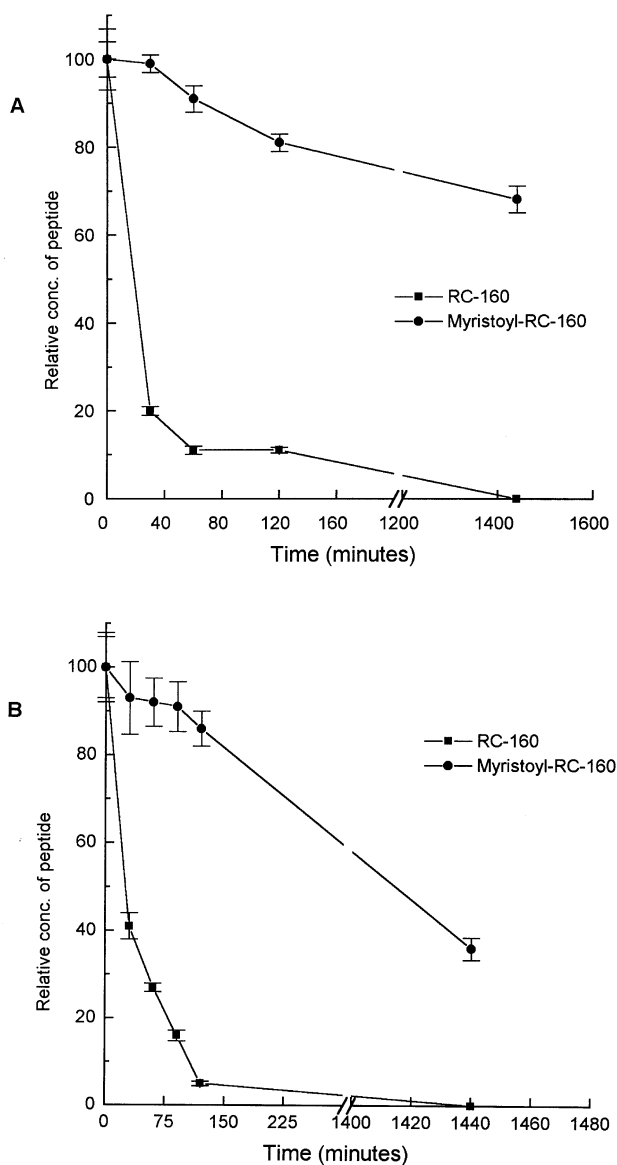 A
Relative conc. of peptide
100
80
60
40
20
0
RC-160
Myristoyl-RC-160
0 40 80 120 160 1200 1400 1600
Time (minutes)
B
Relative conc. of peptide
100
80
60
40
20
0
RC-160
Myristoyl-RC-160
0 75 150 225 1400 1420 1440 1460 1480
Time (minutes)